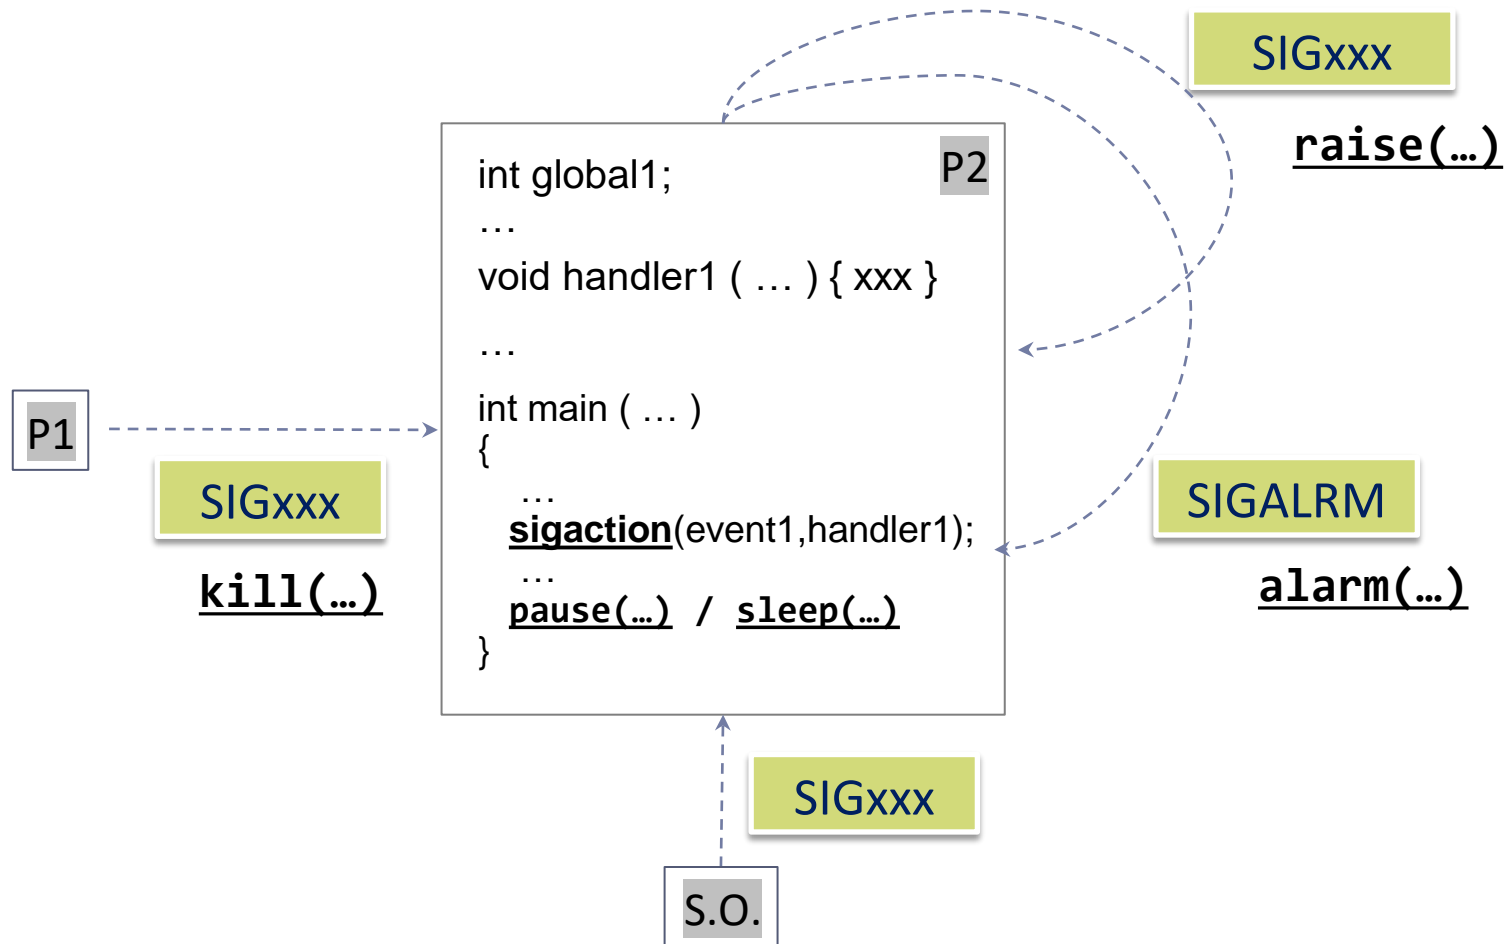 SIGxxx
raise(…)
P2
int global1;
…
void handler1 ( … ) { xxx }
…
int main ( … )
{
…
sigaction(event1,handler1);
…
pause(…) / sleep(…)
}
P1
SIGxxx
kill(…)
SIGALRM
alarm(…)
SIGxxx
S.O.